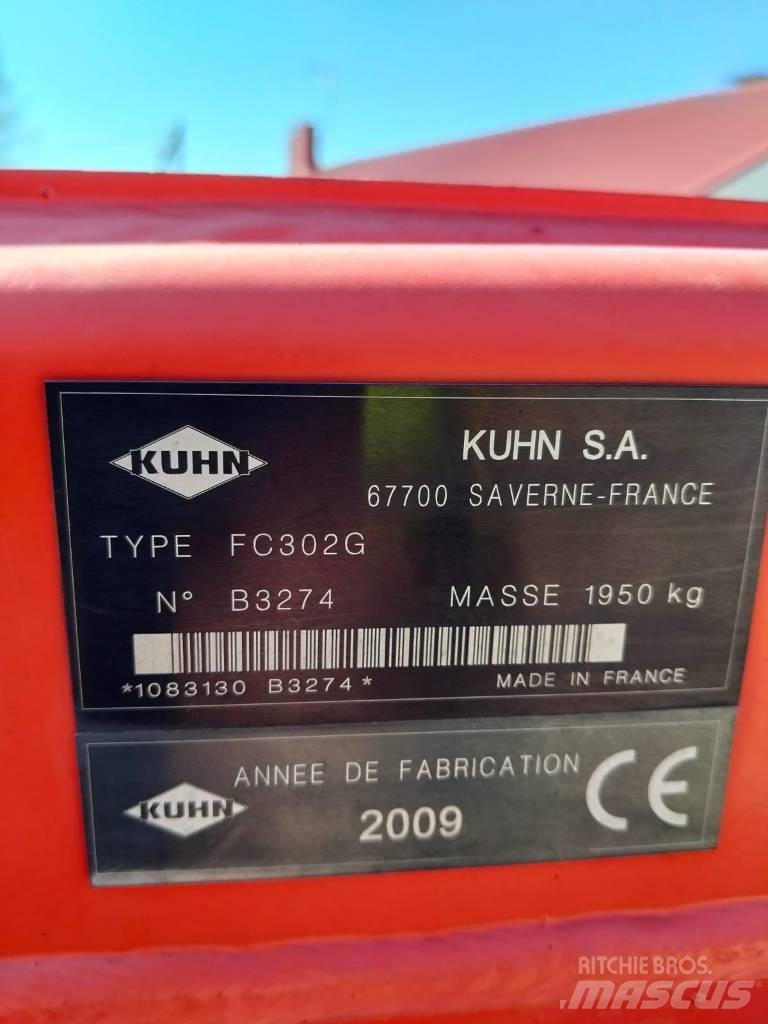 KUHN
KUHN S.A.
67700 SAVERNE-FRANCE
TYPE FC302G
N° B3274 MASSE 1950 kg
*1083130 B3274*
MADE IN FRANCE
ANNEE DE FABRICATION
KUHN
2009
CE
RITCHIE BROS.
MASCUS